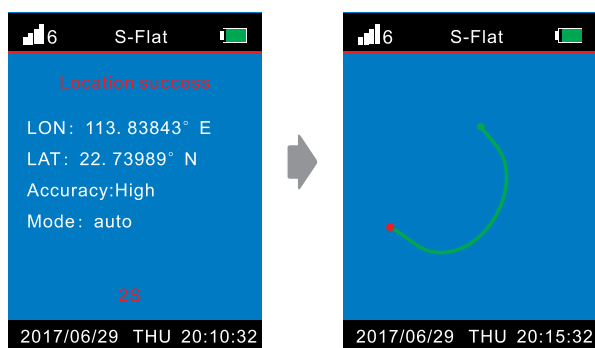 6 S-Flat
Location success
LON: 113.83843° E
LAT: 22.73989° N
Accuracy:High
Mode: auto
2S
2017/06/29 THU 20:10:32
6 S-Flat
2017/06/29 THU 20:15:32